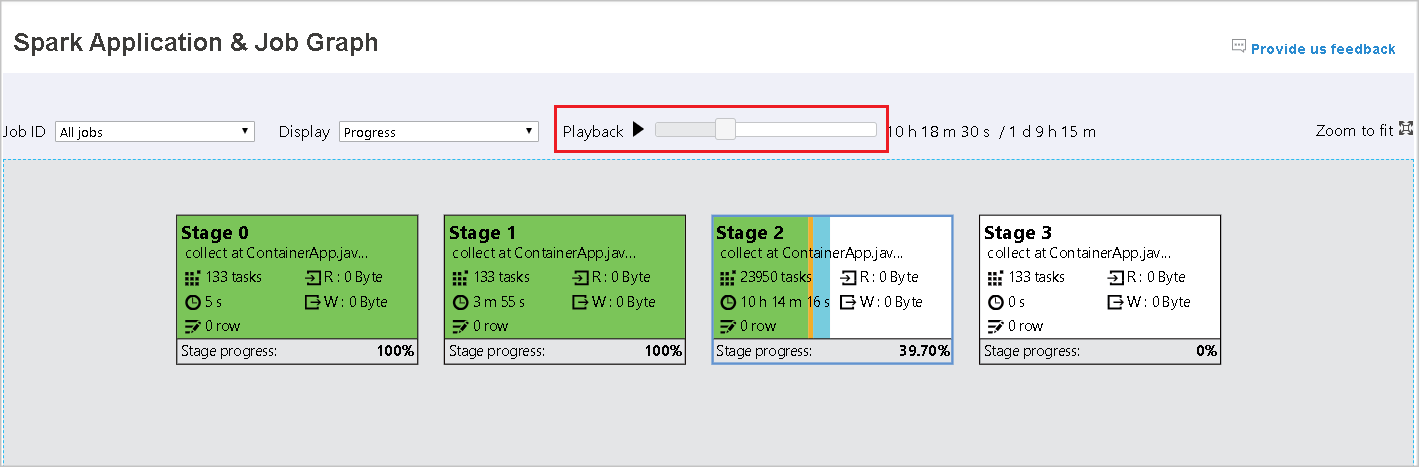 Spark Application & Job Graph
Provide us feedback
Job ID All jobs Display Progress Playback 10 h 18 m 30 s / 1 d 9 h 15 m Zoom to fit
Stage 0
collect at ContainerApp.jav...
133 tasks R : 0 Byte
5 s W : 0 Byte
0 row
Stage progress: 100%
Stage 1
collect at ContainerApp.jav...
133 tasks R : 0 Byte
3 m 55 s W : 0 Byte
0 row
Stage progress: 100%
Stage 2
collect at ContainerApp.jav...
23950 tasks R : 0 Byte
10 h 14 m 16 s W : 0 Byte
0 row
Stage progress: 39.70%
Stage 3
collect at ContainerApp.jav...
133 tasks R : 0 Byte
0 s W : 0 Byte
0 row
Stage progress: 0%